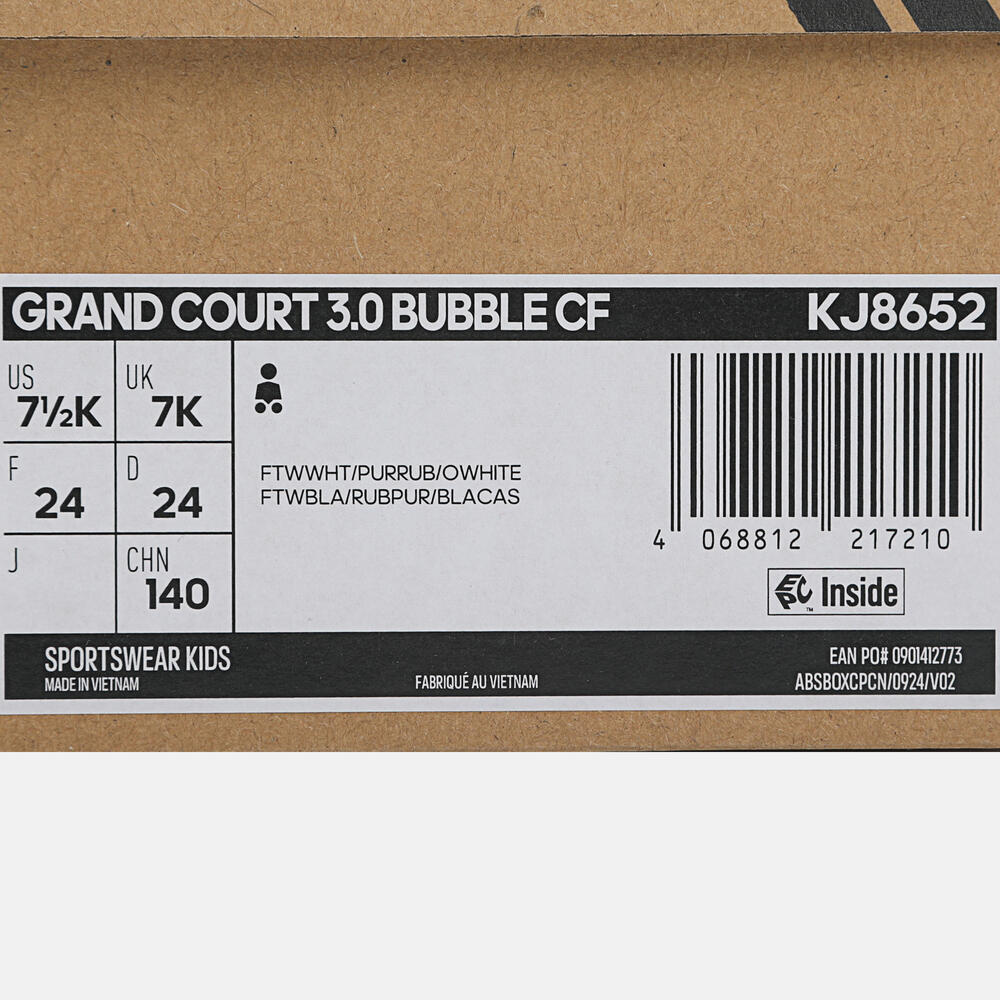 GRAND COURT 3.0 BUBBLE CF KJ8652
US 7½K UK 7K
F 24 D 24
J CHN 140
FTWWHT/PURRUB/OWHITE
FTWBLA/RUBPUR/BLACAS
4 068812 217210
EPC Inside
™
SPORTSWEAR KIDS
MADE IN VIETNAM
FABRIQUÉ AU VIETNAM
EAN PO# 0901412773
ABSBOXCPCN/0924/V02